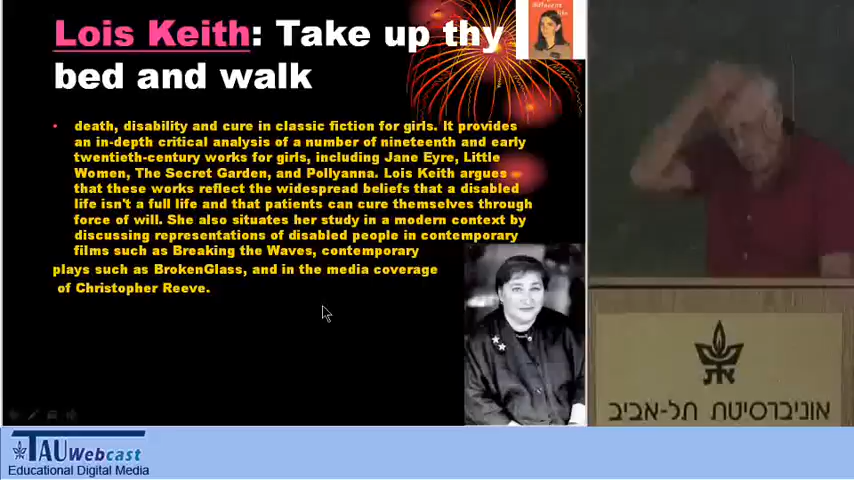 Lois Keith: Take up thy
bed and walk
death, disability and cure in classic fiction for girls. It provides
an in-depth critical analysis of a number of nineteenth and early
twentieth-century works for girls, including Jane Eyre, Little
Women, The Secret Garden, and Pollyanna. Lois Keith argues
that these works reflect the widespread beliefs that a disabled
life isn't a full life and that patients can cure themselves through
force of will. She also situates her study in a modern context by
discussing representations of disabled people in contemporary
films such as Breaking the Waves, contemporary
plays such as BrokenGlass, and in the media coverage
of Christopher Reeve.
אוניברסיטת תל-אביב
TAU Webcast
Educational Digital Media